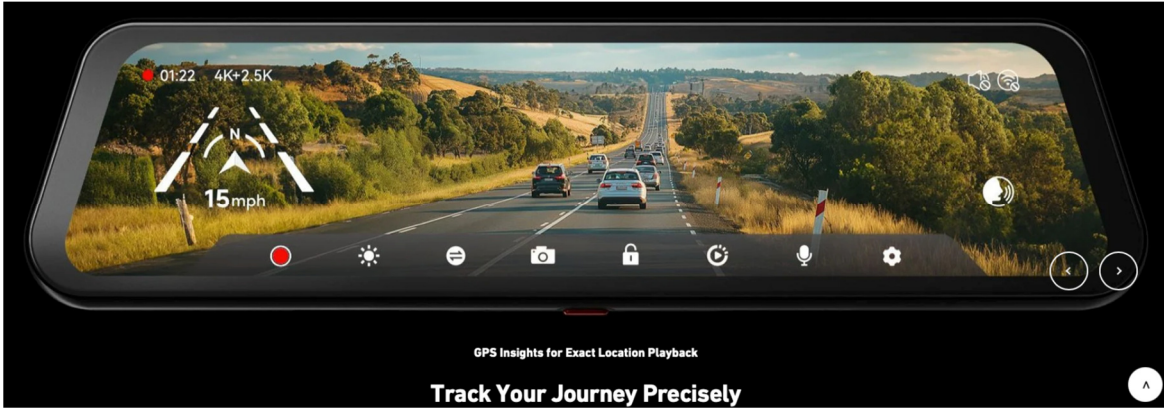 01:22 4K+2.5K
N
15mph
GPS Insights for Exact Location Playback
Track Your Journey Precisely